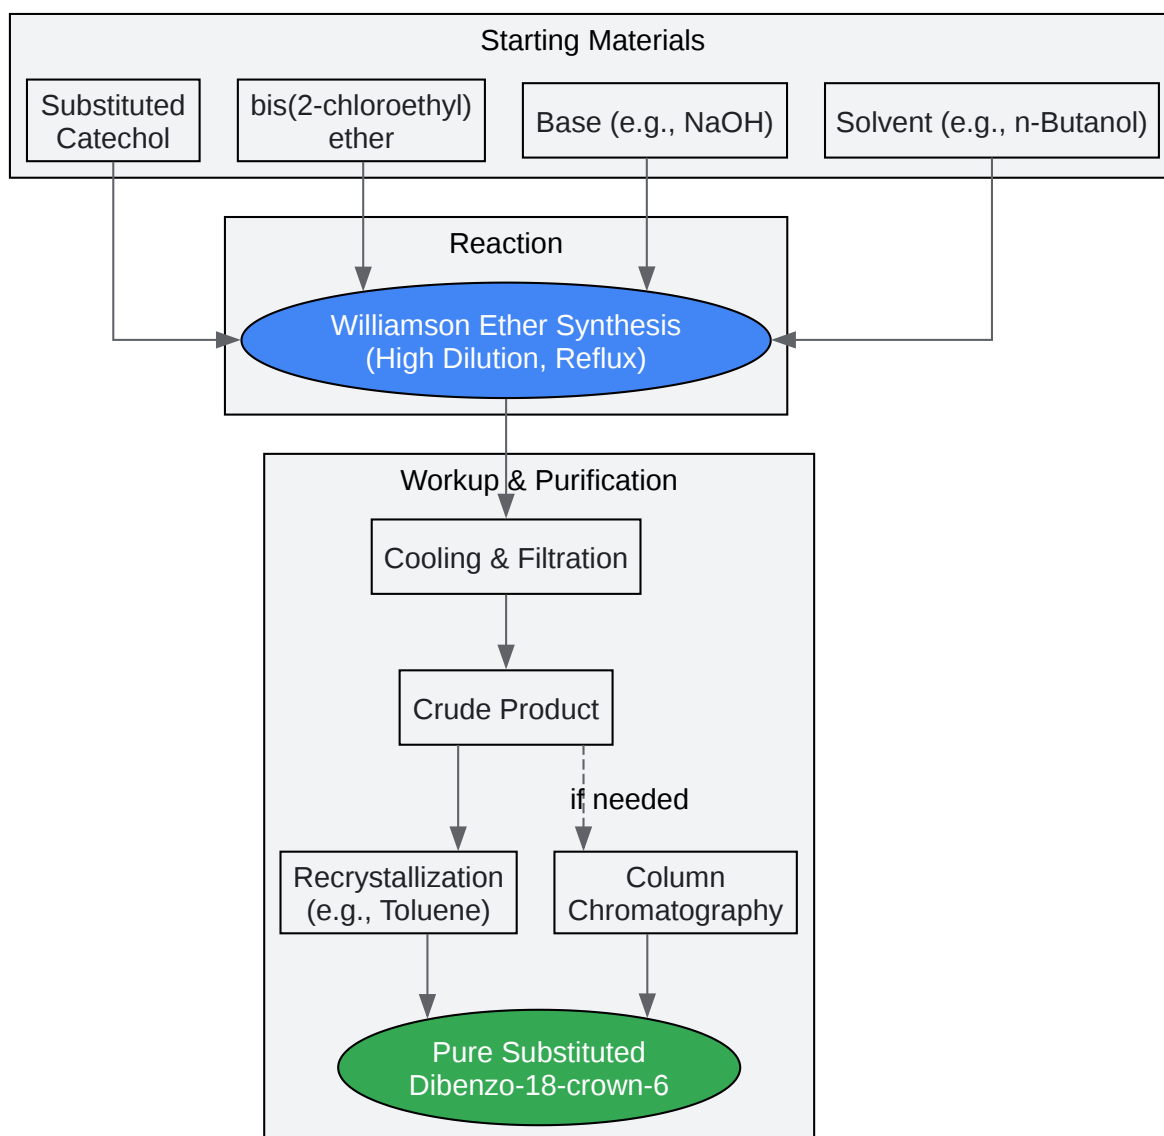 Starting Materials
Substituted
Catechol
bis(2-chloroethyl)
ether
Base (e.g., NaOH)
Solvent (e.g., n-Butanol)
Reaction
Williamson Ether Synthesis
(High Dilution, Reflux)
Workup & Purification
Cooling & Filtration
Crude Product
if needed
Recrystallization
(e.g., Toluene)
Column
Chromatography
Pure Substituted
Dibenzo-18-crown-6